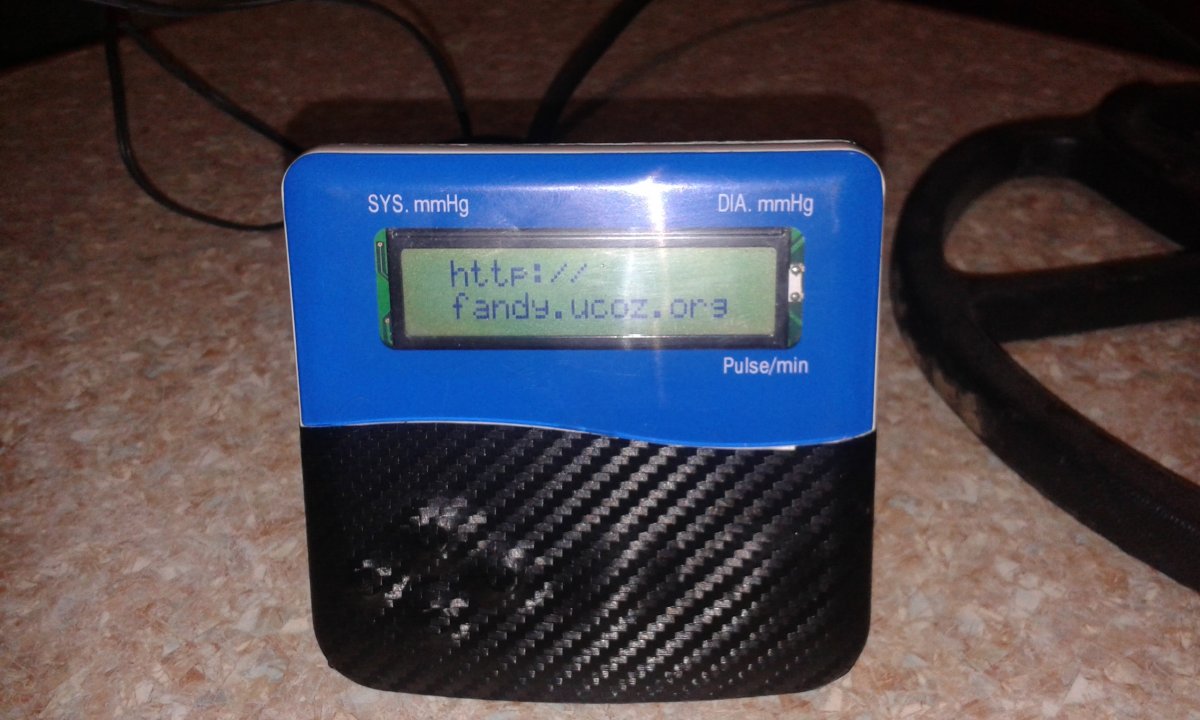 SYS. mmHg DIA. mmHg
http://
fandy.ucoz.org
Pulse/min